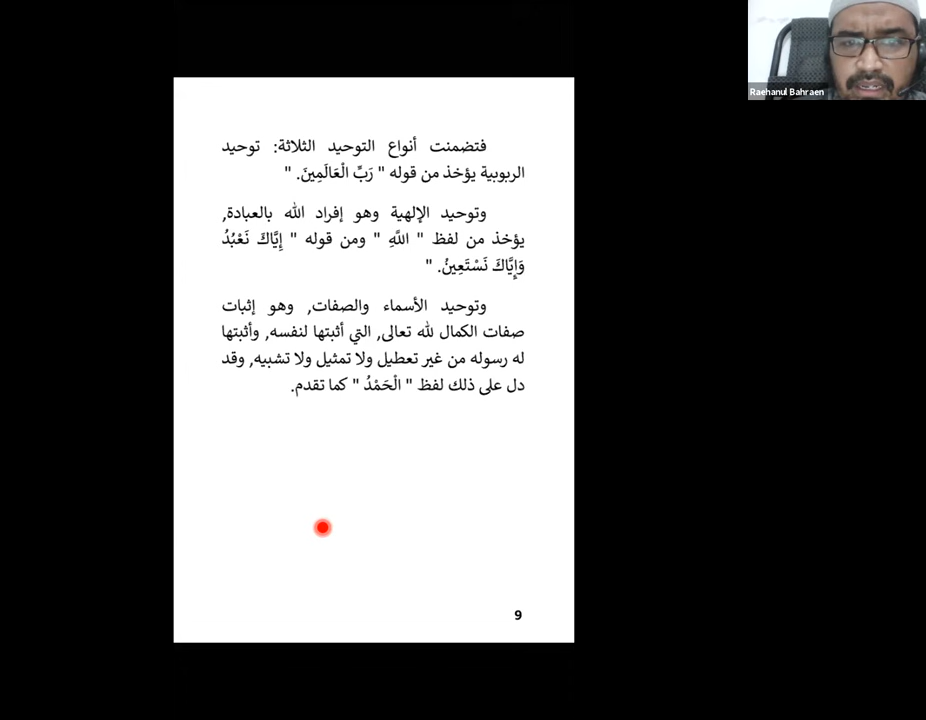 Raehanul Bahraen
فتضمنت أنواع التوحيد الثلاثة: توحيد
الربوبية يؤخذ من قوله " رَبِّ الْعَالَمِينَ. "
وتوحيد الإلهية وهو إفراد الله بالعبادة,
يؤخذ من لفظ " اللَّهِ " ومن قوله " إِيَّاكَ نَعْبُدُ
وَإِيَّاكَ نَسْتَعِينُ. "
وتوحيد الأسماء والصفات, وهو إثبات
صفات الكمال لله تعالى, التي أثبتها لنفسه, وأثبتها
له رسوله من غير تعطيل ولا تمثيل ولا تشبيه, وقد
دل على ذلك لفظ " الْحَمْدُ " كما تقدم.
9